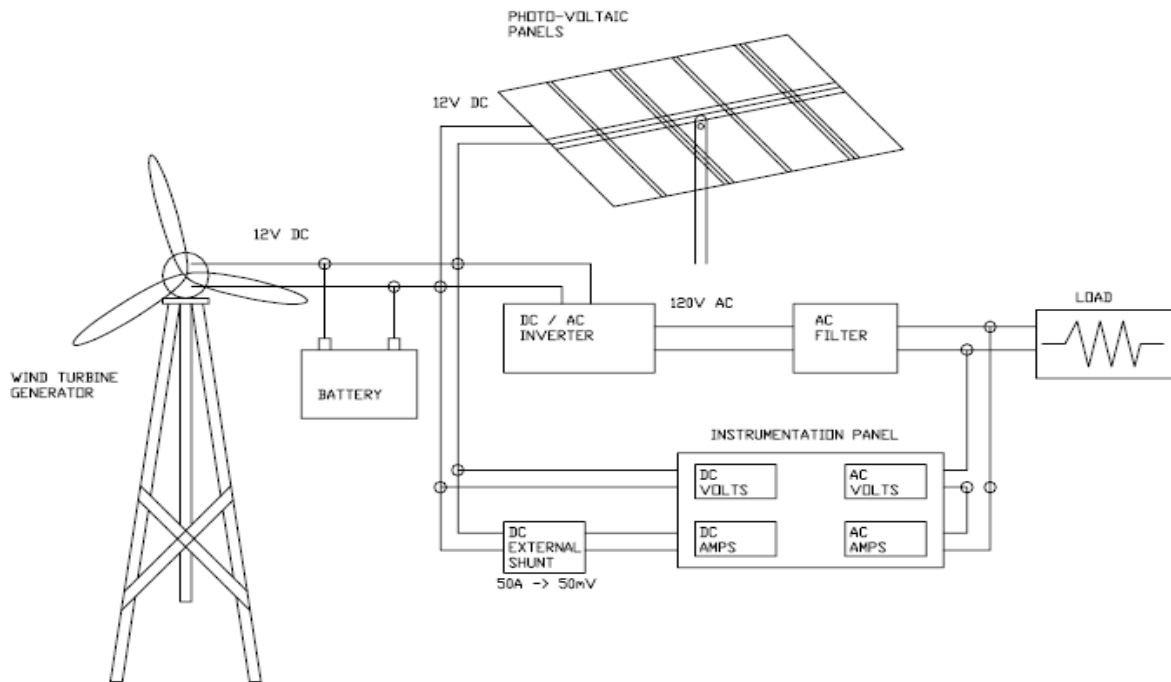 PHOTO-VOLTAIC
PANELS
12V DC
12V DC
120V AC
LOAD
DC / AC
INVERTER
AC
FILTER
WIND TURBINE
GENERATOR
BATTERY
INSTRUMENTATION PANEL
DC
VOLTS
AC
VOLTS
DC
AMPS
AC
AMPS
DC
EXTERNAL
SHUNT
50A -> 50mV